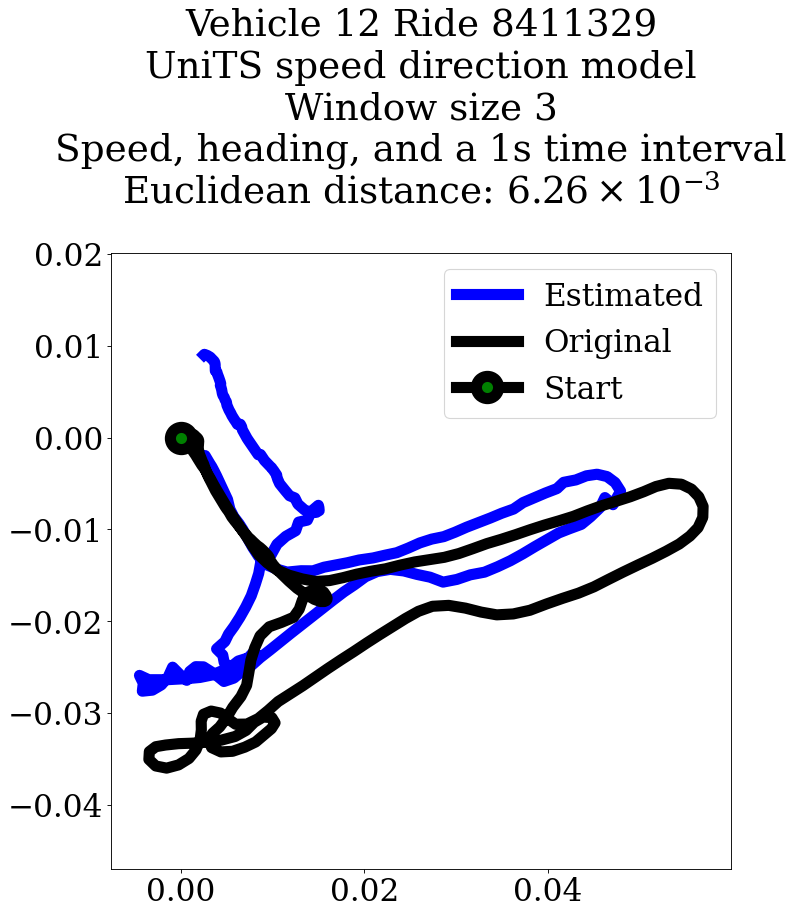 Vehicle 12 Ride 8411329
UniTS speed direction model
Window size 3
Speed, heading, and a 1s time interval
Euclidean distance: 6.26 × 10⁻³
Estimated
Original
Start
0.02
0.01
0.00
−0.01
−0.02
−0.03
−0.04
0.00 0.02 0.04